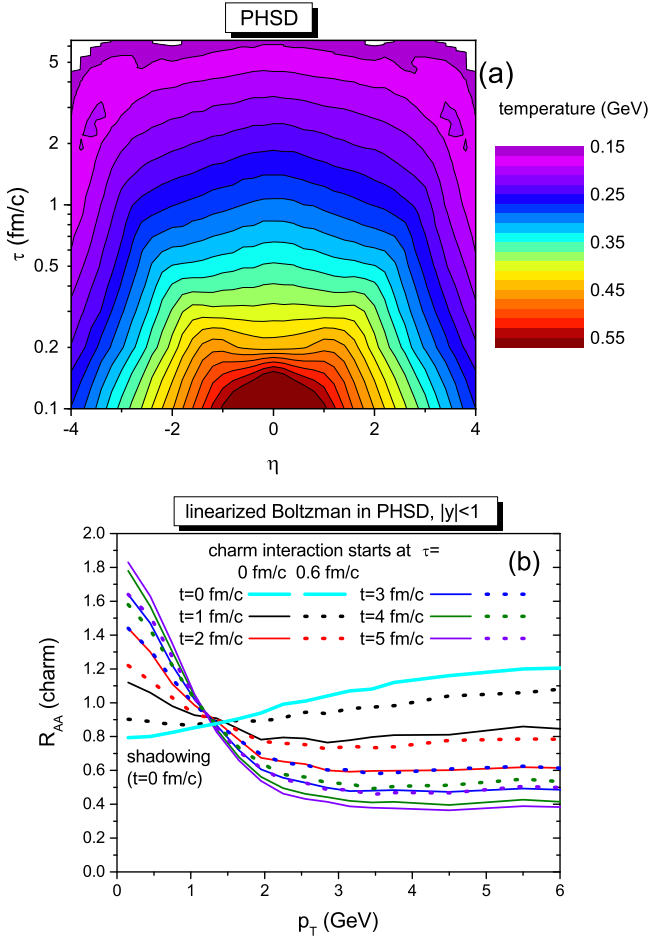 PHSD
(a)
τ (fm/c)
5
2
1
0.5
0.2
0.1
-4 -2 0 2 4
η
temperature (GeV)
0.15
0.25
0.35
0.45
0.55
linearized Boltzman in PHSD, |y|<1
(b)
charm interaction starts at τ=
0 fm/c 0.6 fm/c
t=0 fm/c t=3 fm/c
t=1 fm/c t=4 fm/c
t=2 fm/c t=5 fm/c
shadowing
(t=0 fm/c)
R_AA (charm)
2.0
1.8
1.6
1.4
1.2
1.0
0.8
0.6
0.4
0.2
0.0
0 1 2 3 4 5 6
p_T (GeV)